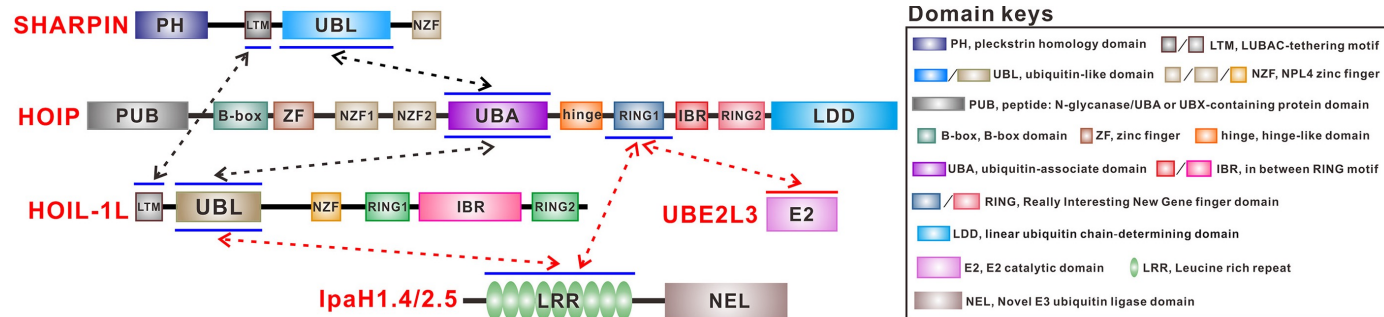 SHARPIN PH LTM UBL NZF
HOIP PUB B-box ZF NZF1 NZF2 UBA hinge RING1 IBR RING2 LDD
HOIL-1L LTM UBL NZF RING1 IBR RING2
UBE2L3 E2
IpaH1.4/2.5 LRR NEL
Domain keys
PH, pleckstrin homology domain / LTM, LUBAC-tethering motif
/ UBL, ubiquitin-like domain / / NZF, NPL4 zinc finger
PUB, peptide: N-glycanase/UBA or UBX-containing protein domain
B-box, B-box domain ZF, zinc finger hinge, hinge-like domain
UBA, ubiquitin-associate domain / IBR, in between RING motif
/ RING, Really Interesting New Gene finger domain
LDD, linear ubiquitin chain-determining domain
E2, E2 catalytic domain LRR, Leucine rich repeat
NEL, Novel E3 ubiquitin ligase domain